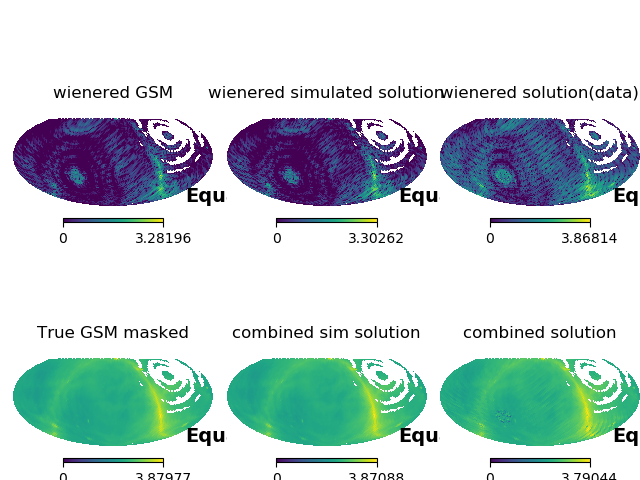 wienered GSM
wienered simulated solution
wienered solution(data)
Equ
Equ
Eq
0 3.28196
0 3.30262
0 3.86814
True GSM masked
combined sim solution
combined solution
Equ
Equ
Eq
0 3.87977
0 3.87088
0 3.79044